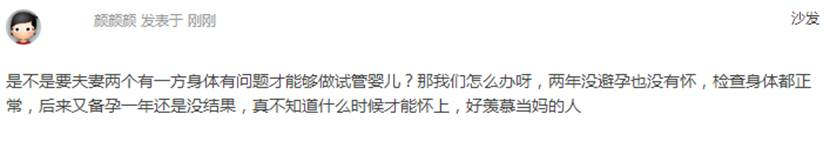 颜颜颜 发表于 刚刚
沙发
是不是要夫妻两个有一方身体有问题才能够做试管婴儿？那我们怎么办呀，两年没避孕也没有怀，检查身体都正
常，后来又备孕一年还是没结果，真不知道什么时候才能怀上，好羡慕当妈的人